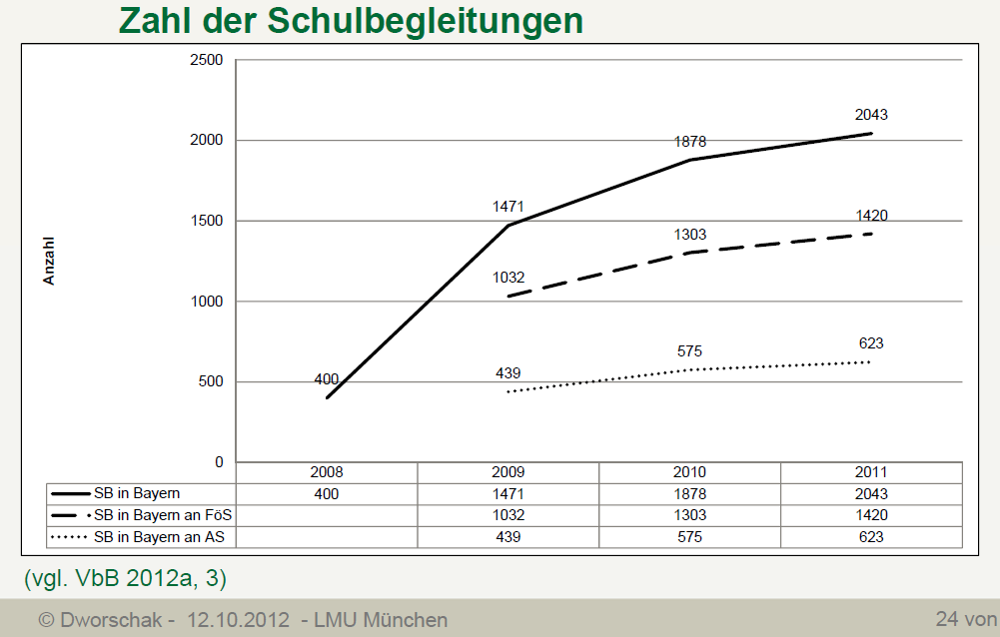 Zahl der Schulbegleitungen
2500
2000
1500
1000
500
0
Anzahl
400
1471
1878
2043
1032
1303
1420
439
575
623
2008 2009 2010 2011
SB in Bayern 400 1471 1878 2043
SB in Bayern an FöS 1032 1303 1420
SB in Bayern an AS 439 575 623
(vgl. VbB 2012a, 3)
© Dworschak - 12.10.2012 - LMU München 24 von